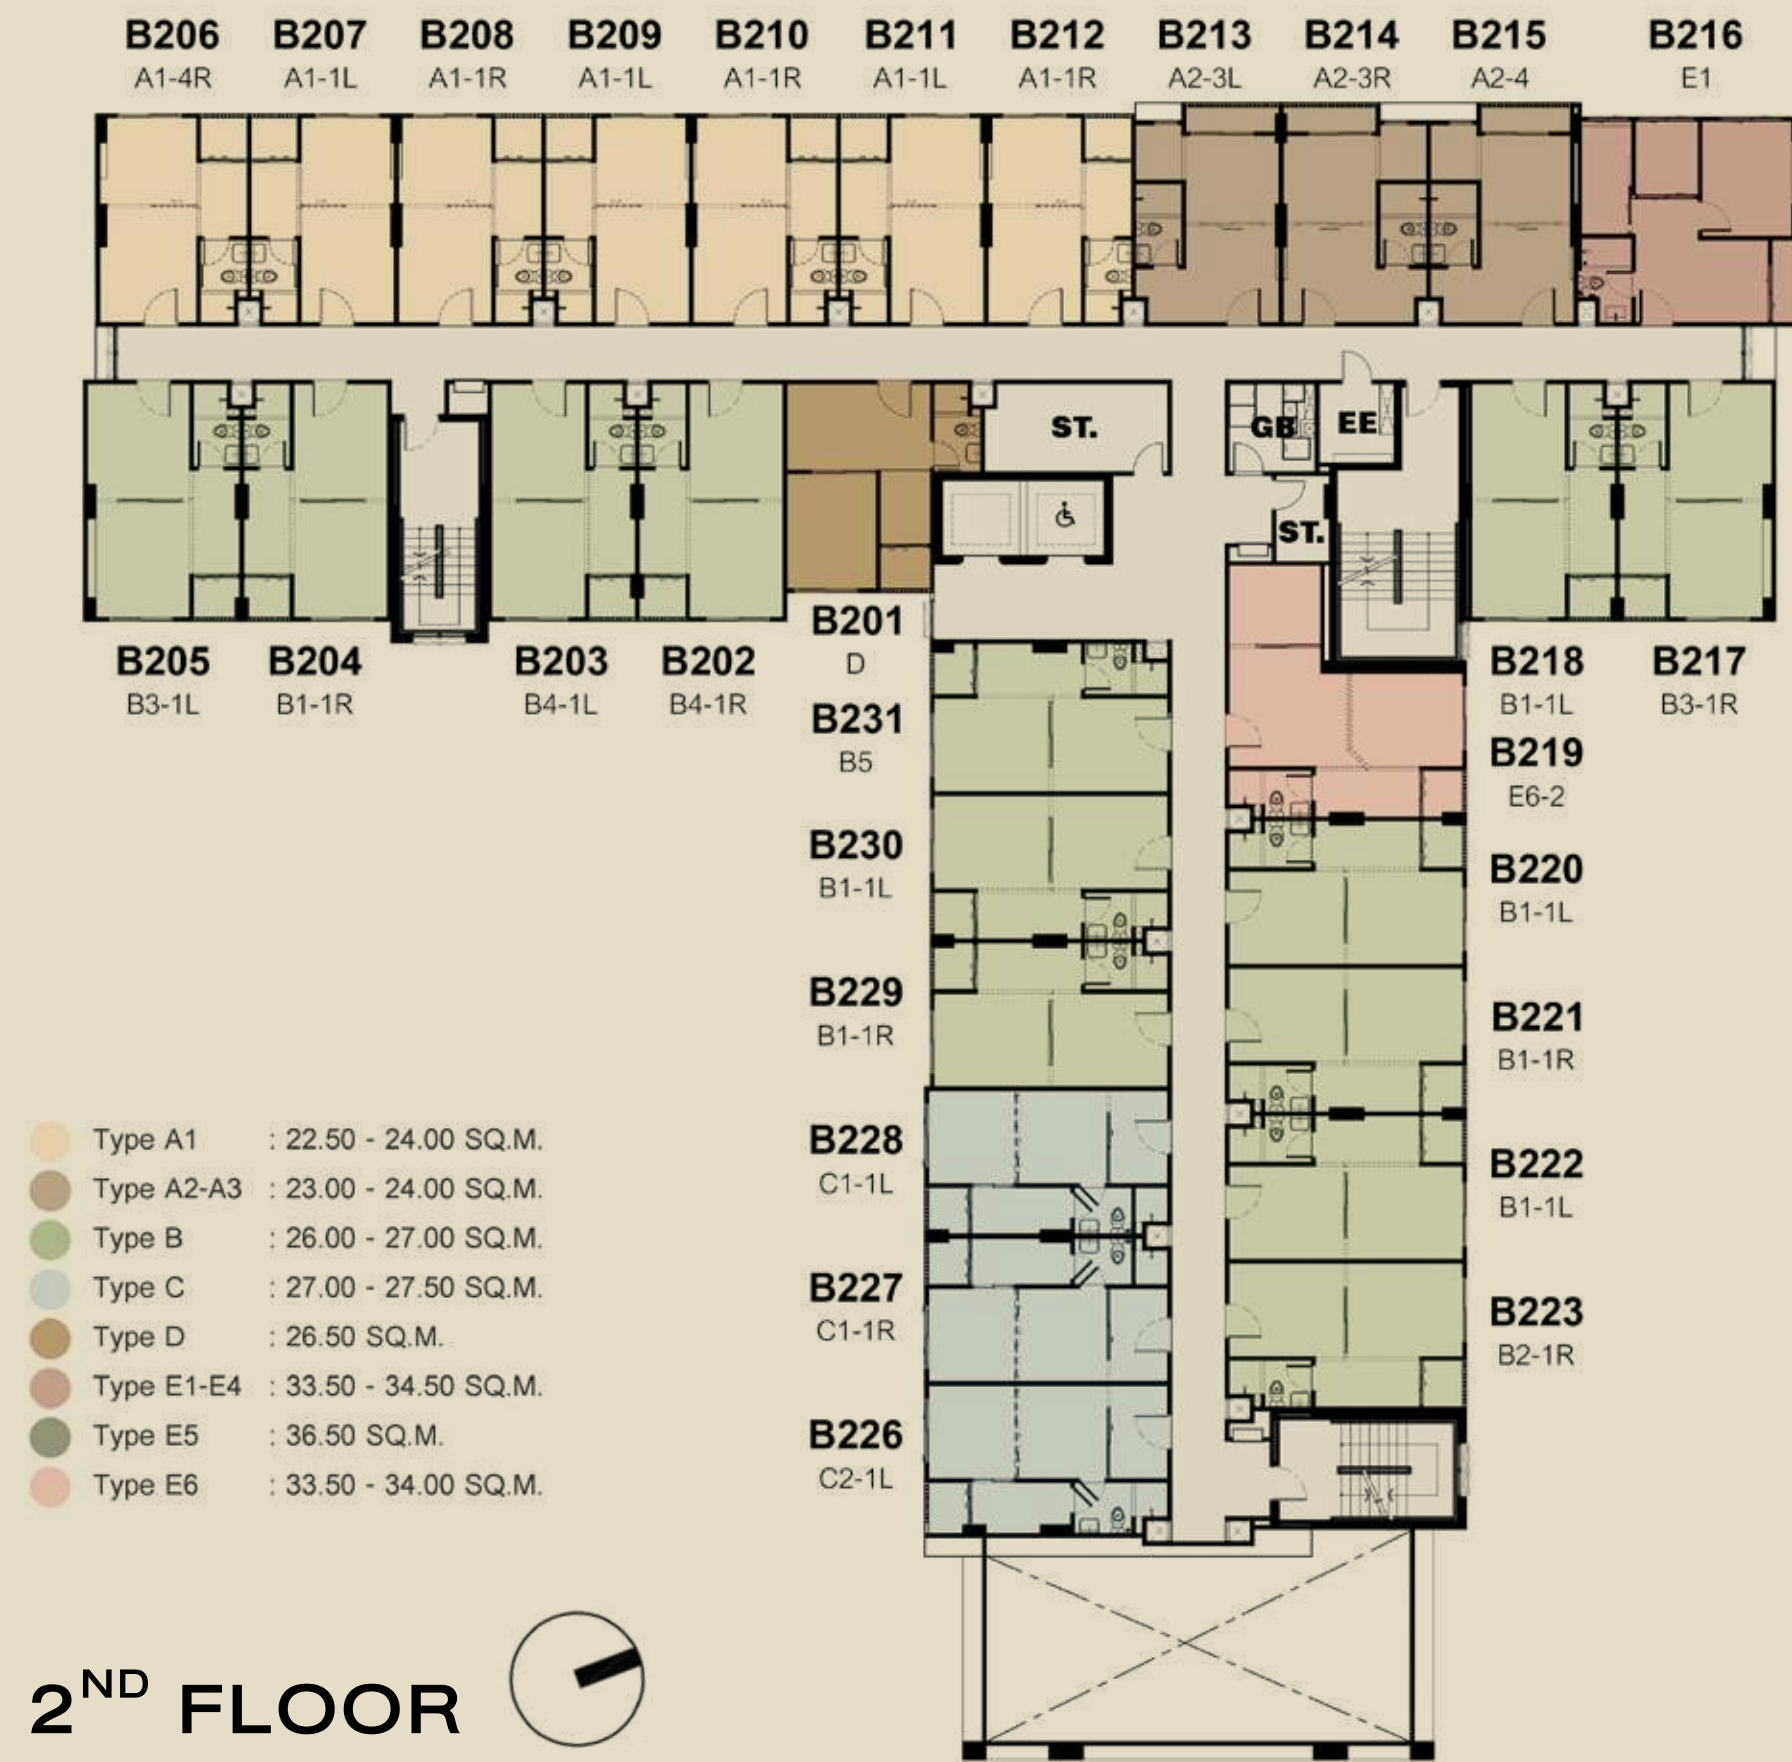 B206 B207 B208 B209 B210 B211 B212 B213 B214 B215 B216
A1-4R A1-1L A1-1R A1-1L A1-1R A1-1L A1-1R A2-3L A2-3R A2-4 E1
ST. GB EE
ST.
B201
D
B205 B204 B203 B202 B218 B217
B3-1L B1-1R B4-1L B4-1R B1-1L B3-1R
B231
B5
B219
E6-2
B230
B1-1L
B220
B1-1L
B229
B1-1R
B221
B1-1R
B228
C1-1L
B222
B1-1L
B227
C1-1R
B223
B2-1R
B226
C2-1L
Type A1 : 22.50 - 24.00 SQ.M.
Type A2-A3 : 23.00 - 24.00 SQ.M.
Type B : 26.00 - 27.00 SQ.M.
Type C : 27.00 - 27.50 SQ.M.
Type D : 26.50 SQ.M.
Type E1-E4 : 33.50 - 34.50 SQ.M.
Type E5 : 36.50 SQ.M.
Type E6 : 33.50 - 34.00 SQ.M.
2ND FLOOR